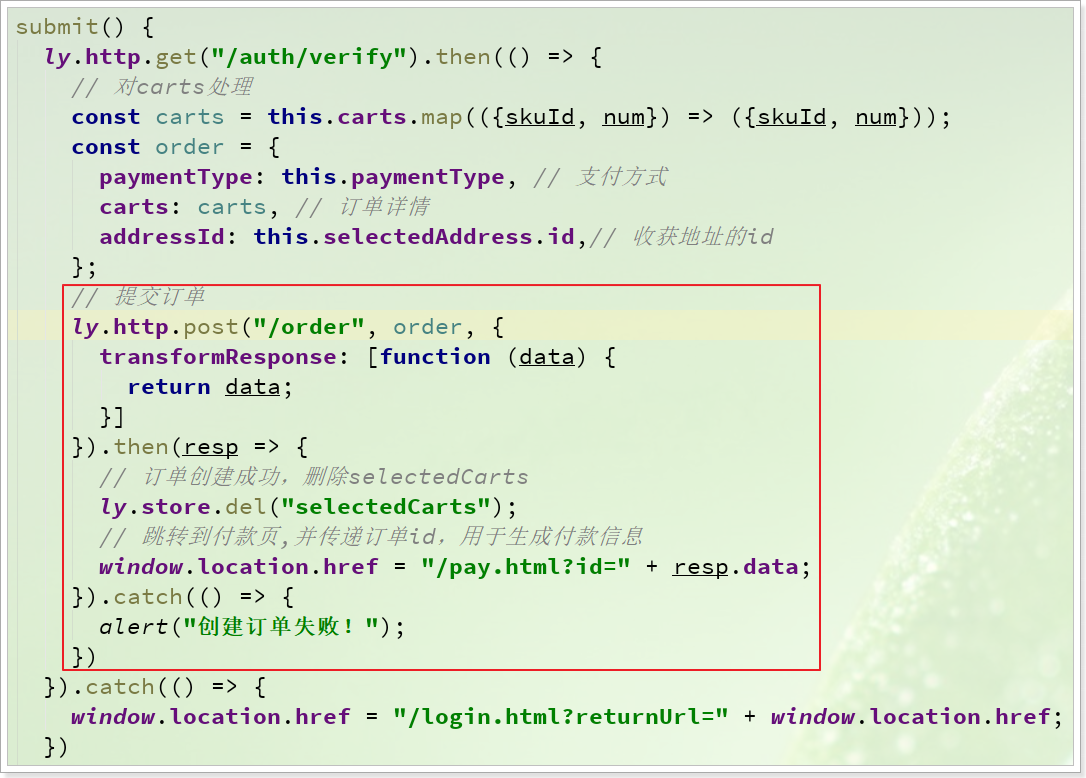 submit() {
ly.http.get("/auth/verify").then(() => {
// 对carts处理
const carts = this.carts.map(({skuId, num}) => ({skuId, num}));
const order = {
paymentType: this.paymentType, // 支付方式
carts: carts, // 订单详情
addressId: this.selectedAddress.id,// 收获地址的id
};
// 提交订单
ly.http.post("/order", order, {
transformResponse: [function (data) {
return data;
}]
}).then(resp => {
// 订单创建成功，删除selectedCarts
ly.store.del("selectedCarts");
// 跳转到付款页,并传递订单id，用于生成付款信息
window.location.href = "/pay.html?id=" + resp.data;
}).catch(() => {
alert("创建订单失败！");
})
}).catch(() => {
window.location.href = "/login.html?returnUrl=" + window.location.href;
})